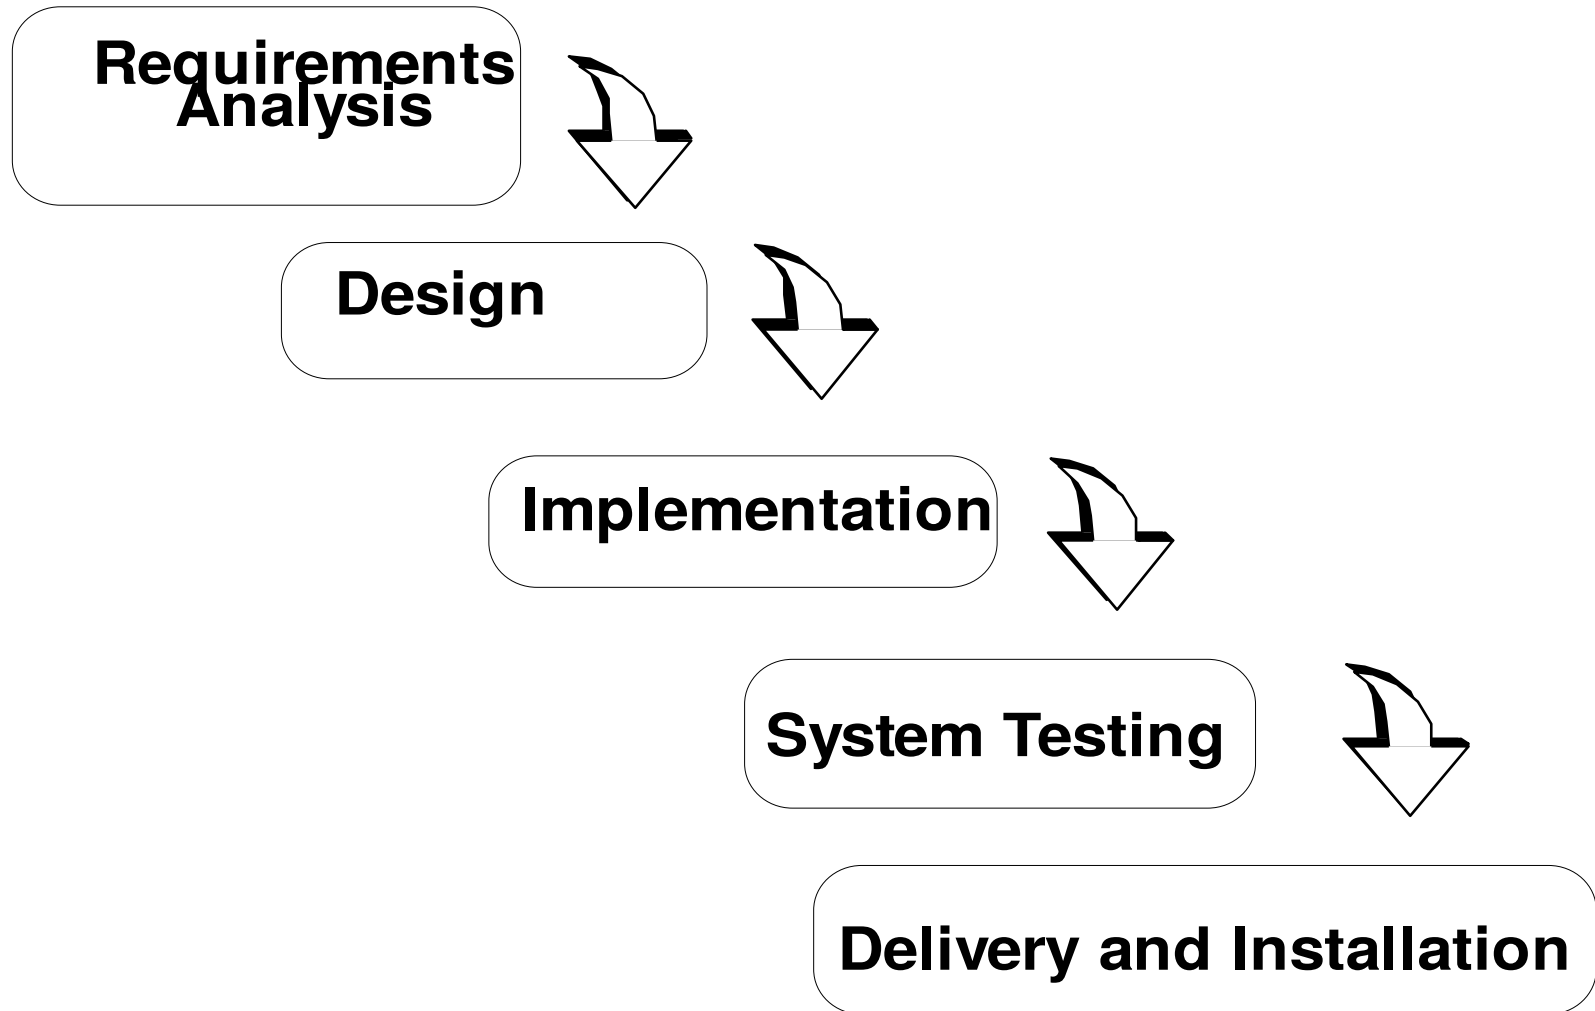 Requirements
Analysis
Design
Implementation
System Testing
Delivery and Installation